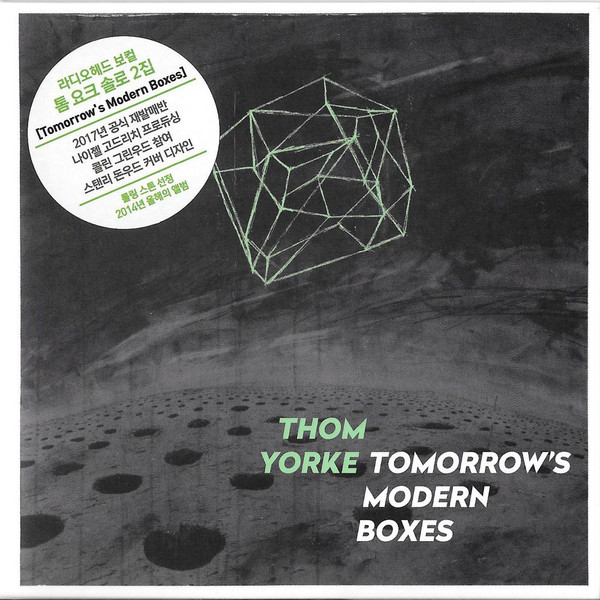 라디오헤드 보컬
톰 요크 솔로 2집
[Tomorrow's Modern Boxes]
2017년 공식 재발매반
나이젤 고드리치 프로듀싱
콜린 그린우드 참여
스탠리 돈우드 커버 디자인
롤링 스톤 선정
2014년 올해의 앨범
THOM
YORKE TOMORROW'S
MODERN
BOXES